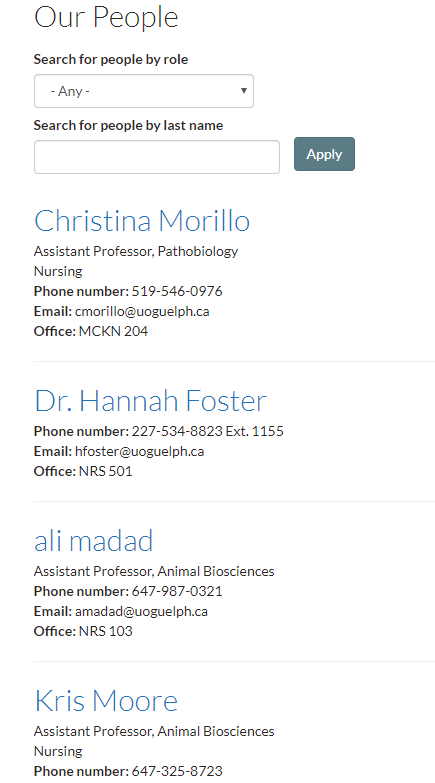 Our People
Search for people by role
- Any -
Search for people by last name
Apply
Christina Morillo
Assistant Professor, Pathobiology
Nursing
Phone number: 519-546-0976
Email: cmorillo@uoguelph.ca
Office: MCKN 204
Dr. Hannah Foster
Phone number: 227-534-8823 Ext. 1155
Email: hfoster@uoguelph.ca
Office: NRS 501
ali madad
Assistant Professor, Animal Biosciences
Phone number: 647-987-0321
Email: amadad@uoguelph.ca
Office: NRS 103
Kris Moore
Assistant Professor, Animal Biosciences
Nursing
Phone number: 647-325-8723